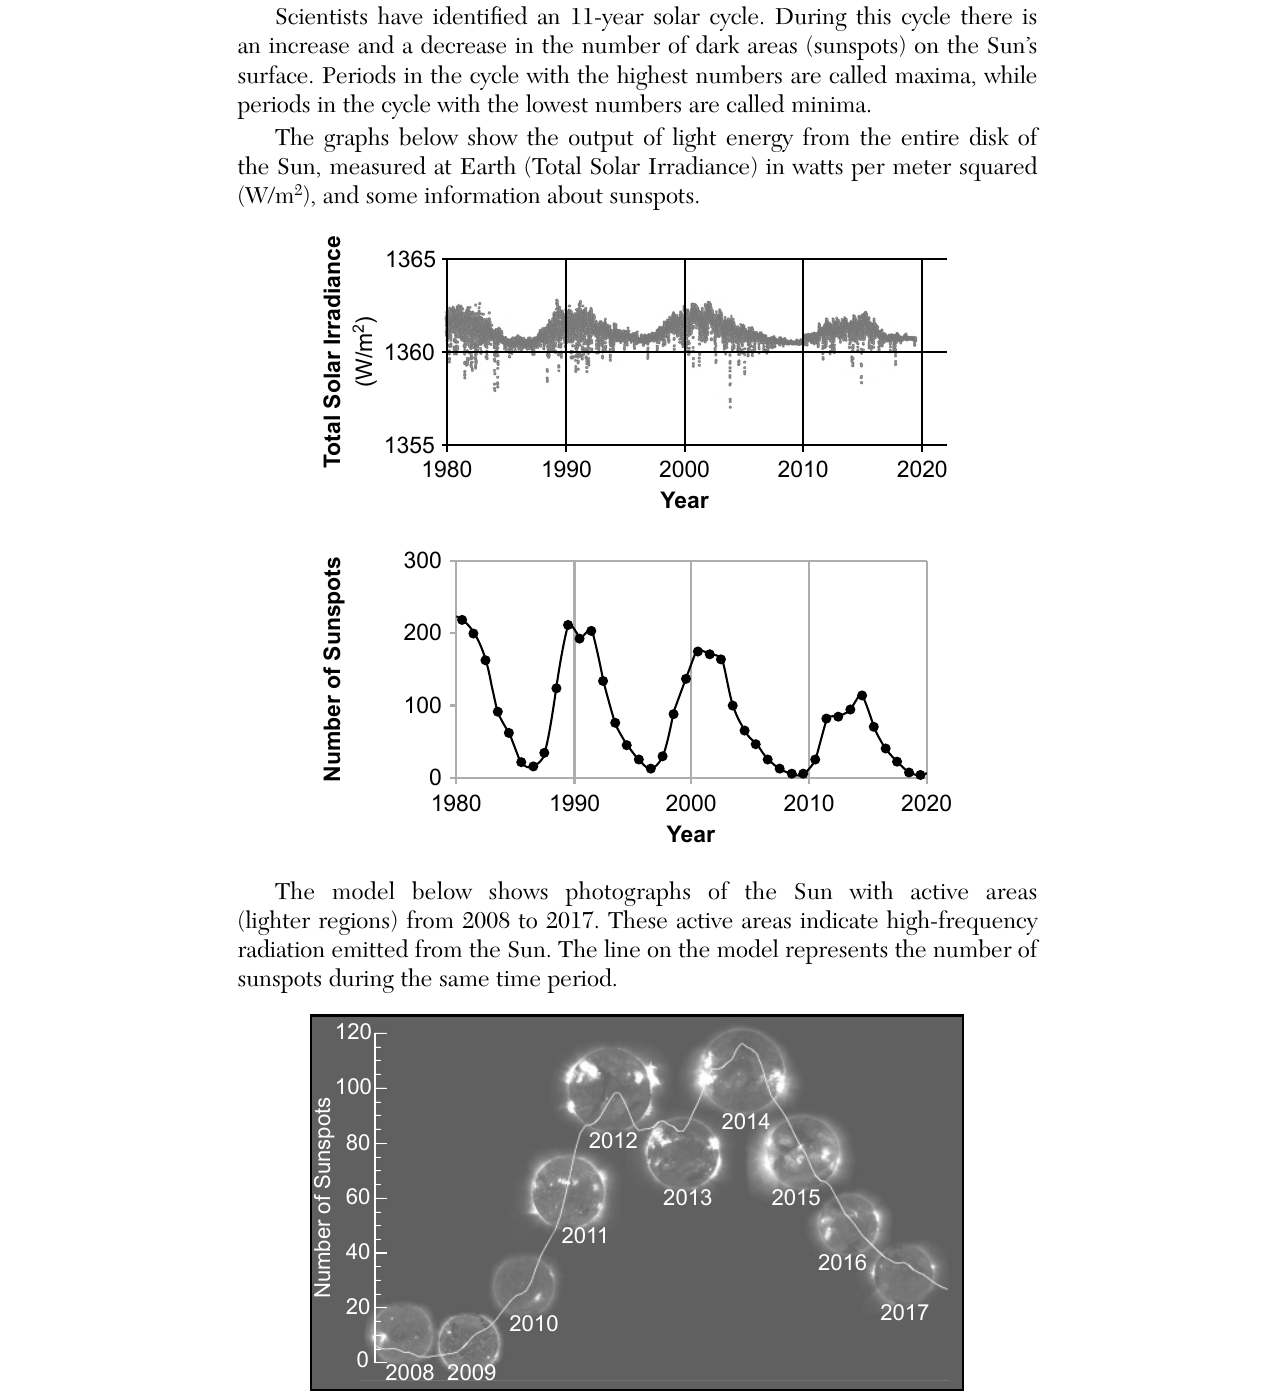 Scientists have identified an 11-year solar cycle. During this cycle there is
an increase and a decrease in the number of dark areas (sunspots) on the Sun's
surface. Periods in the cycle with the highest numbers are called maxima, while
periods in the cycle with the lowest numbers are called minima.
The graphs below show the output of light energy from the entire disk of
the Sun, measured at Earth (Total Solar Irradiance) in watts per meter squared
(W/m²), and some information about sunspots.
Total Solar Irradiance
(W/m²)
1365
1360
1355
1980 1990 2000 2010 2020
Year
Number of Sunspots
300
200
100
0
1980 1990 2000 2010 2020
Year
The model below shows photographs of the Sun with active areas
(lighter regions) from 2008 to 2017. These active areas indicate high-frequency
radiation emitted from the Sun. The line on the model represents the number of
sunspots during the same time period.
Number of Sunspots
120
100
80
60
40
20
0
2008
2009
2010
2011
2012
2013
2014
2015
2016
2017